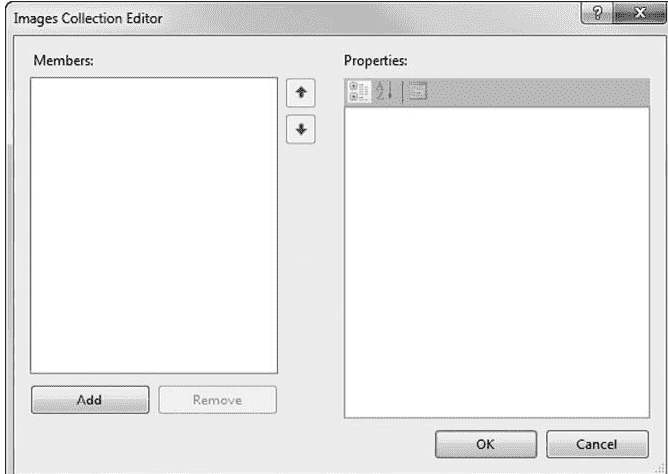 Images Collection Editor
?
Members:
Properties:
A
Z
Add
Remove
OK
Cancel